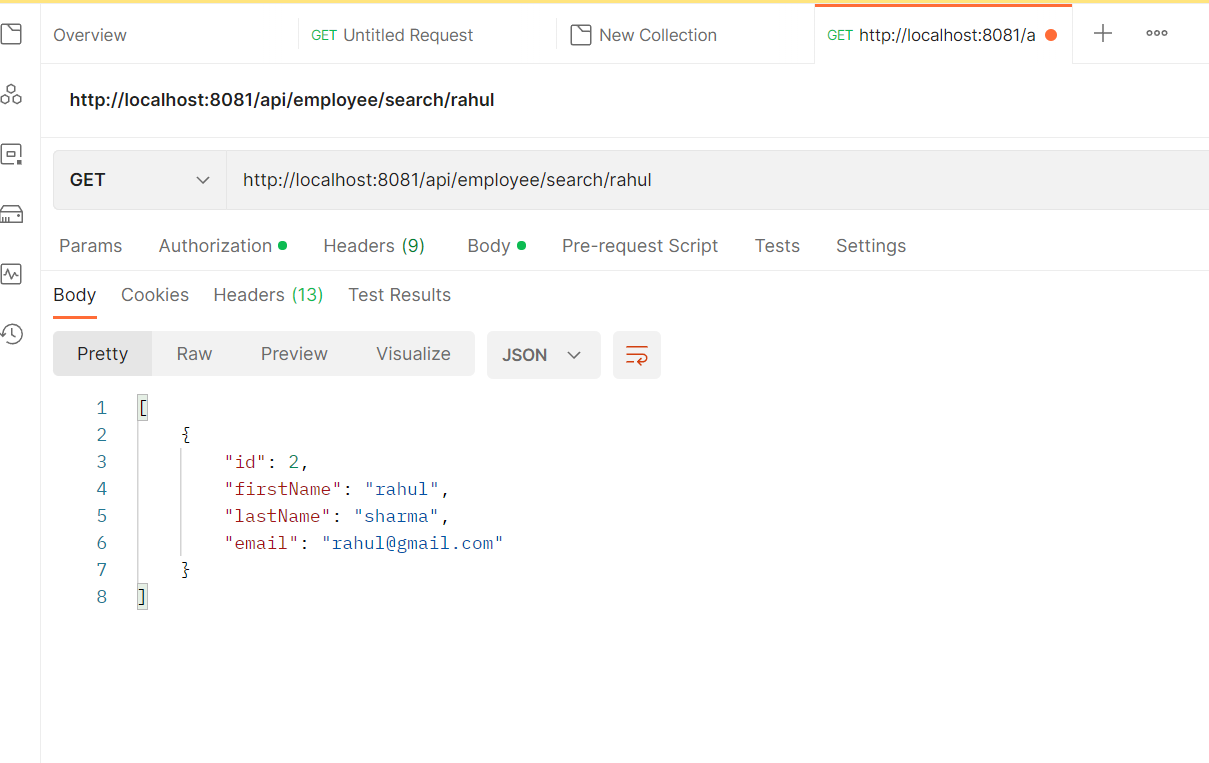 Overview GET Untitled Request New Collection GET http://localhost:8081/a
http://localhost:8081/api/employee/search/rahul
GET http://localhost:8081/api/employee/search/rahul
Params Authorization Headers (9) Body Pre-request Script Tests Settings
Body Cookies Headers (13) Test Results
Pretty Raw Preview Visualize JSON
1 [
2 {
3 "id": 2,
4 "firstName": "rahul",
5 "lastName": "sharma",
6 "email": "rahul@gmail.com"
7 }
8 ]